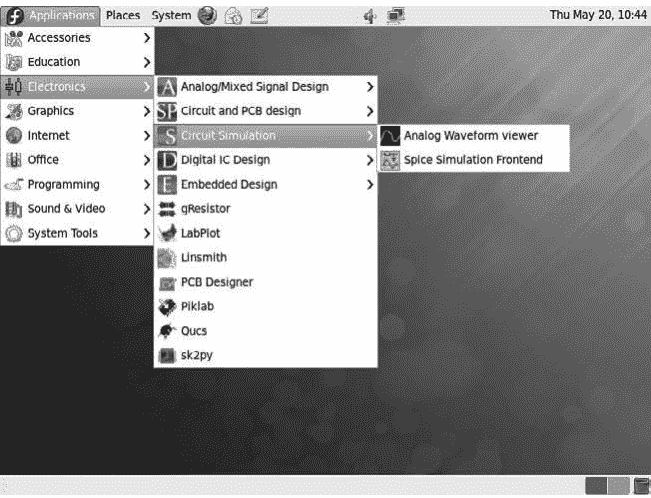 Applications Places System Thu May 20, 10:44
Accessories
Education
Electronics
Graphics
Internet
Office
Programming
Sound & Video
System Tools
A Analog/Mixed Signal Design
SP Circuit and PCB design
S Circuit Simulation
D Digital IC Design
E Embedded Design
gResistor
LabPlot
Linsmith
PCB Designer
Piklab
Qucs
sk2py
Analog Waveform viewer
Spice Simulation Frontend